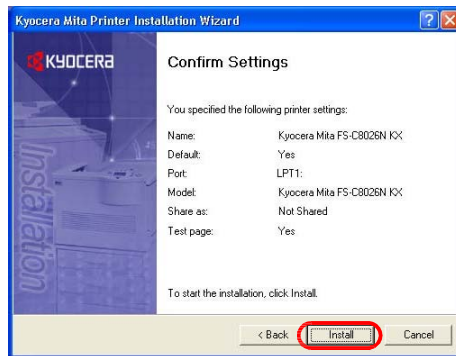 Kyocera Mita Printer Installation Wizard
KYOCERA
Confirm Settings
You specified the following printer settings:
Name: Kyocera Mita FS-C8026N KX
Default: Yes
Port: LPT1:
Model: Kyocera Mita FS-C8026N KX
Share as: Not Shared
Test page: Yes
Installation
To start the installation, click Install.
< Back Install Cancel